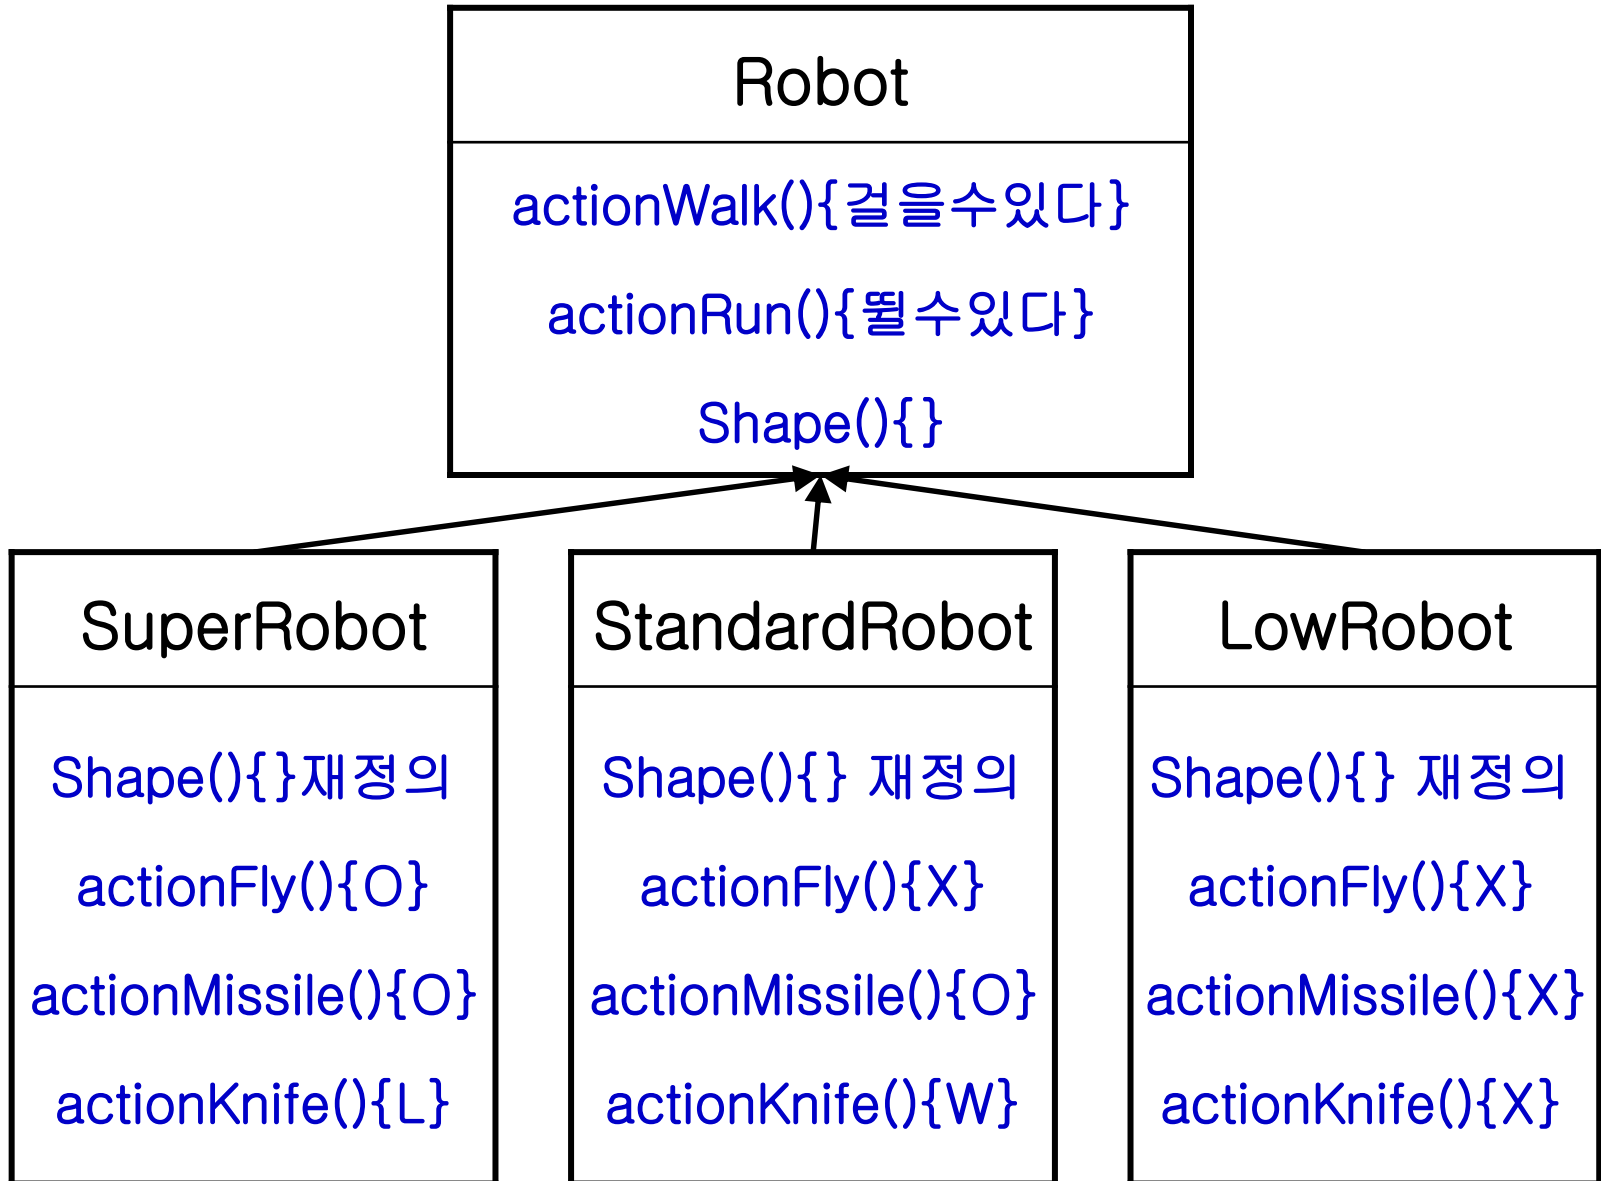 Robot
actionWalk(){걸을수있다}
actionRun(){뛸수있다}
Shape(){}
SuperRobot
Shape(){}재정의
actionFly(){O}
actionMissile(){O}
actionKnife(){L}
StandardRobot
Shape(){} 재정의
actionFly(){X}
actionMissile(){O}
actionKnife(){W}
LowRobot
Shape(){} 재정의
actionFly(){X}
actionMissile(){X}
actionKnife(){X}